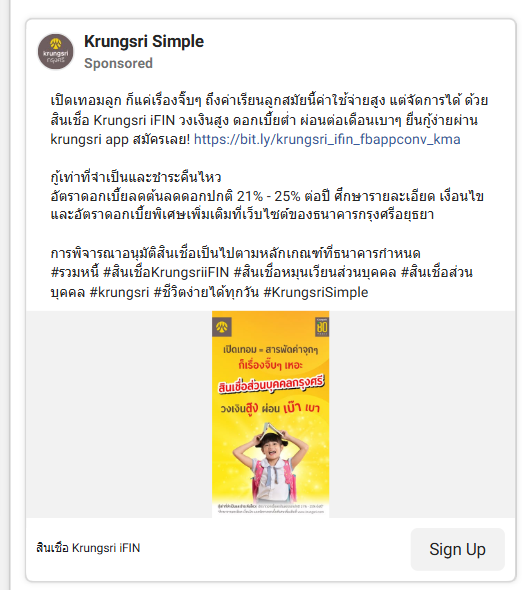 Krungsri Simple
Sponsored
krungsri
กรุงศรี
เปิดเทอมลูก ก็แค่เรื่องจิ๊บๆ ถึงค่าเรียนลูกสมัยนี้ค่าใช้จ่ายสูง แต่จัดการได้ ด้วย
สินเชื่อ Krungsri iFIN วงเงินสูง ดอกเบี้ยต่ำ ผ่อนต่อเดือนเบาๆ ยื่นกู้ง่ายผ่าน
krungsri app สมัครเลย! https://bit.ly/krungsri_ifin_fbappconv_kma
กู้เท่าที่จำเป็นและชำระคืนไหว
อัตราดอกเบี้ยลดต้นลดดอกปกติ 21% - 25% ต่อปี ศึกษารายละเอียด เงื่อนไข
และอัตราดอกเบี้ยพิเศษเพิ่มเติมที่เว็บไซต์ของธนาคารกรุงศรีอยุธยา
การพิจารณาอนุมัติสินเชื่อเป็นไปตามหลักเกณฑ์ที่ธนาคารกำหนด
#รวมหนี้ #สินเชื่อKrungsriiFIN #สินเชื่อหมุนเวียนส่วนบุคคล #สินเชื่อส่วน
บุคคล #krungsri #ชีวิตง่ายได้ทุกวัน #KrungsriSimple
เปิดเทอม = สารพัดค่าจุกๆ
ก็เรื่องจิ๊บๆ เหอะ
สินเชื่อส่วนบุคคลกรุงศรี
วงเงินสูง ผ่อน เบ๊า เบา
สินเชื่อ Krungsri iFIN
Sign Up